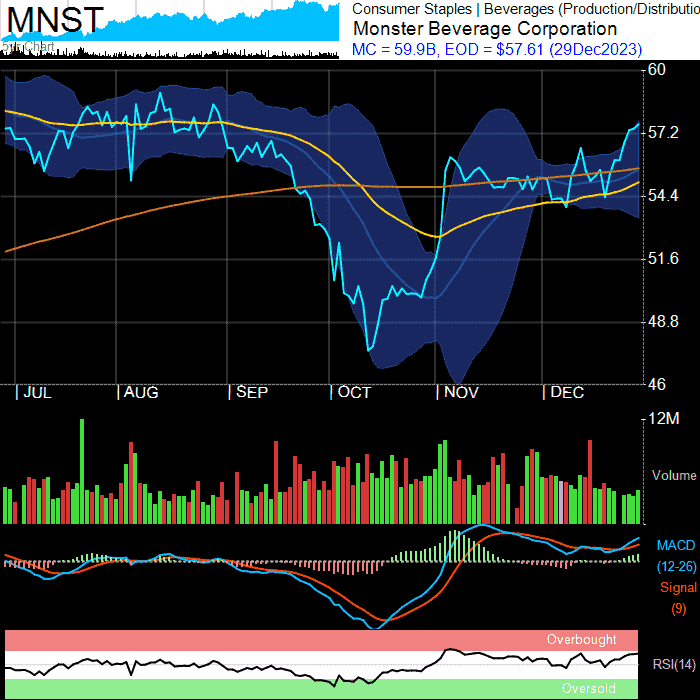 MNST
Consumer Staples | Beverages (Production/Distributio
Monster Beverage Corporation
MC = 59.9B, EOD = $57.61 (29Dec2023)
60
57.2
54.4
51.6
48.8
46
JUL AUG SEP OCT NOV DEC
12M
Volume
MACD
(12-26)
Signal
(9)
Overbought
RSI(14)
Oversold